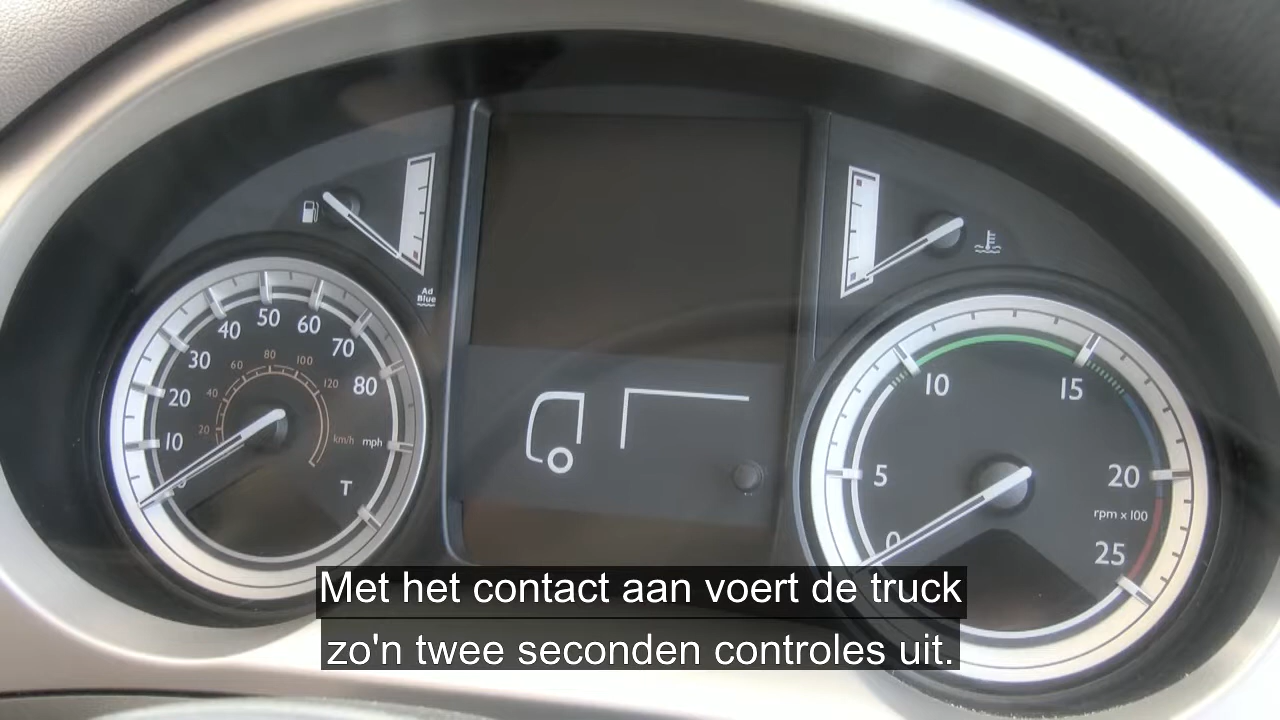 Ad
Blue
10
20
30
40
50
60
70
80
20
40
60
80
100
120
km/h
mph
T
0
5
10
15
20
25
rpm x 100
Met het contact aan voert de truck
zo'n twee seconden controles uit.